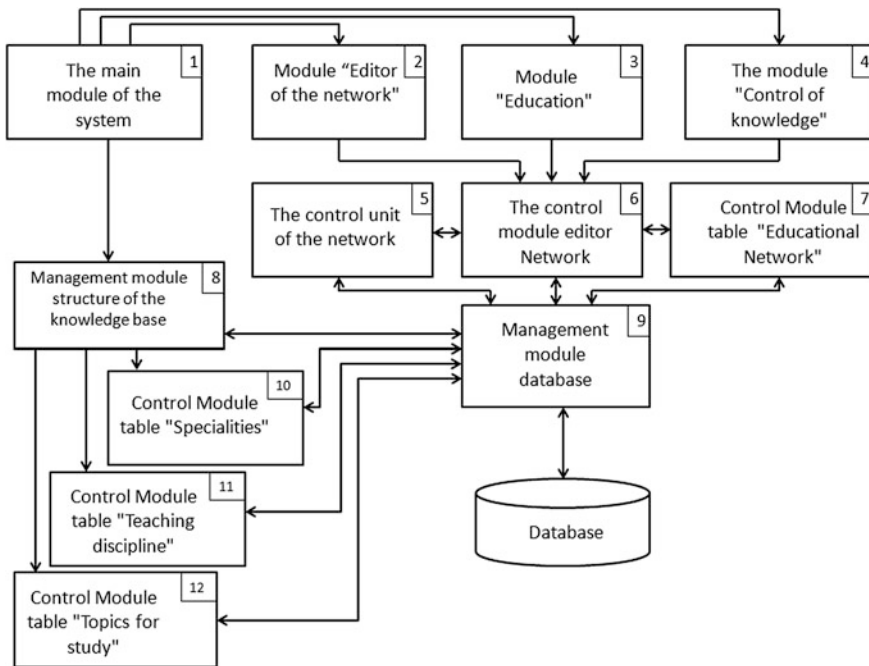 1
The main
module of the
system
2
Module “Editor
of the network"
3
Module
"Education"
4
The module
"Control of
knowledge"
5
The control unit
of the network
6
The control
module editor
Network
7
Control Module
table "Educational
Network"
8
Management module
structure of the
knowledge base
9
Management
module
database
10
Control Module
table "Specialities"
11
Control Module
table "Teaching
discipline"
Database
12
Control Module
table "Topics for
study"